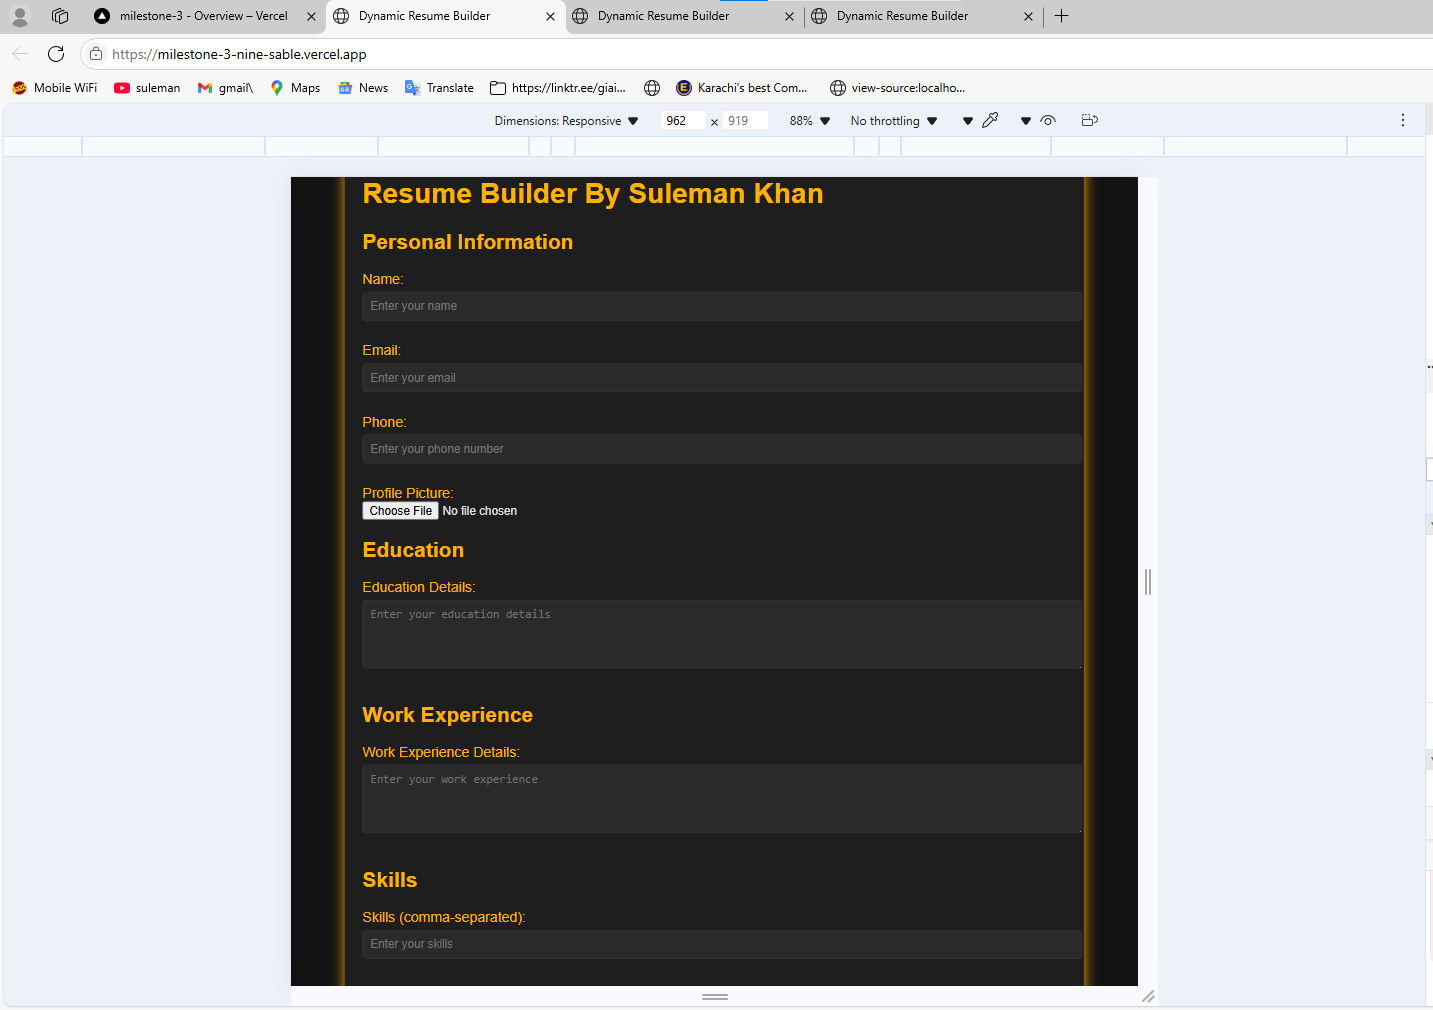 milestone-3 - Overview – Vercel
Dynamic Resume Builder
Dynamic Resume Builder
Dynamic Resume Builder
https://milestone-3-nine-sable.vercel.app
Mobile WiFi
suleman
gmail\
Maps
News
Translate
https://linktr.ee/giai...
Karachi's best Com...
view-source:localho...
Dimensions: Responsive
962
×
919
88%
No throttling
Resume Builder By Suleman Khan
Personal Information
Name:
Enter your name
Email:
Enter your email
Phone:
Enter your phone number
Profile Picture:
Choose File No file chosen
Education
Education Details:
Enter your education details
Work Experience
Work Experience Details:
Enter your work experience
Skills
Skills (comma-separated):
Enter your skills